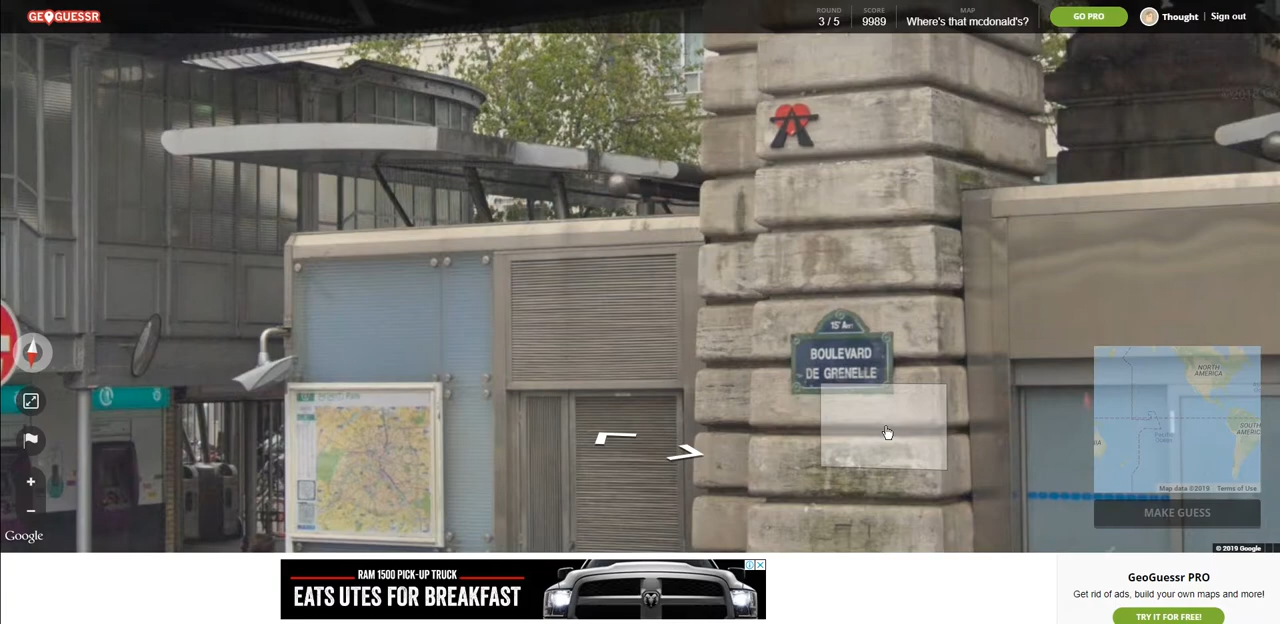 GEOGUESSR
ROUND
3 / 5
SCORE
9989
MAP
Where's that mcdonald's?
GO PRO
Thought
Sign out
15e Arrt
BOULEVARD
DE GRENELLE
NORTH
AMERICA
SOUTH
AMERIC
Map data ©2019
Terms of Use
MAKE GUESS
Google
© 2019 Google
RAM 1500 PICK-UP TRUCK
EATS UTES FOR BREAKFAST
GeoGuessr PRO
Get rid of ads, build your own maps and more!
TRY IT FOR FREE!